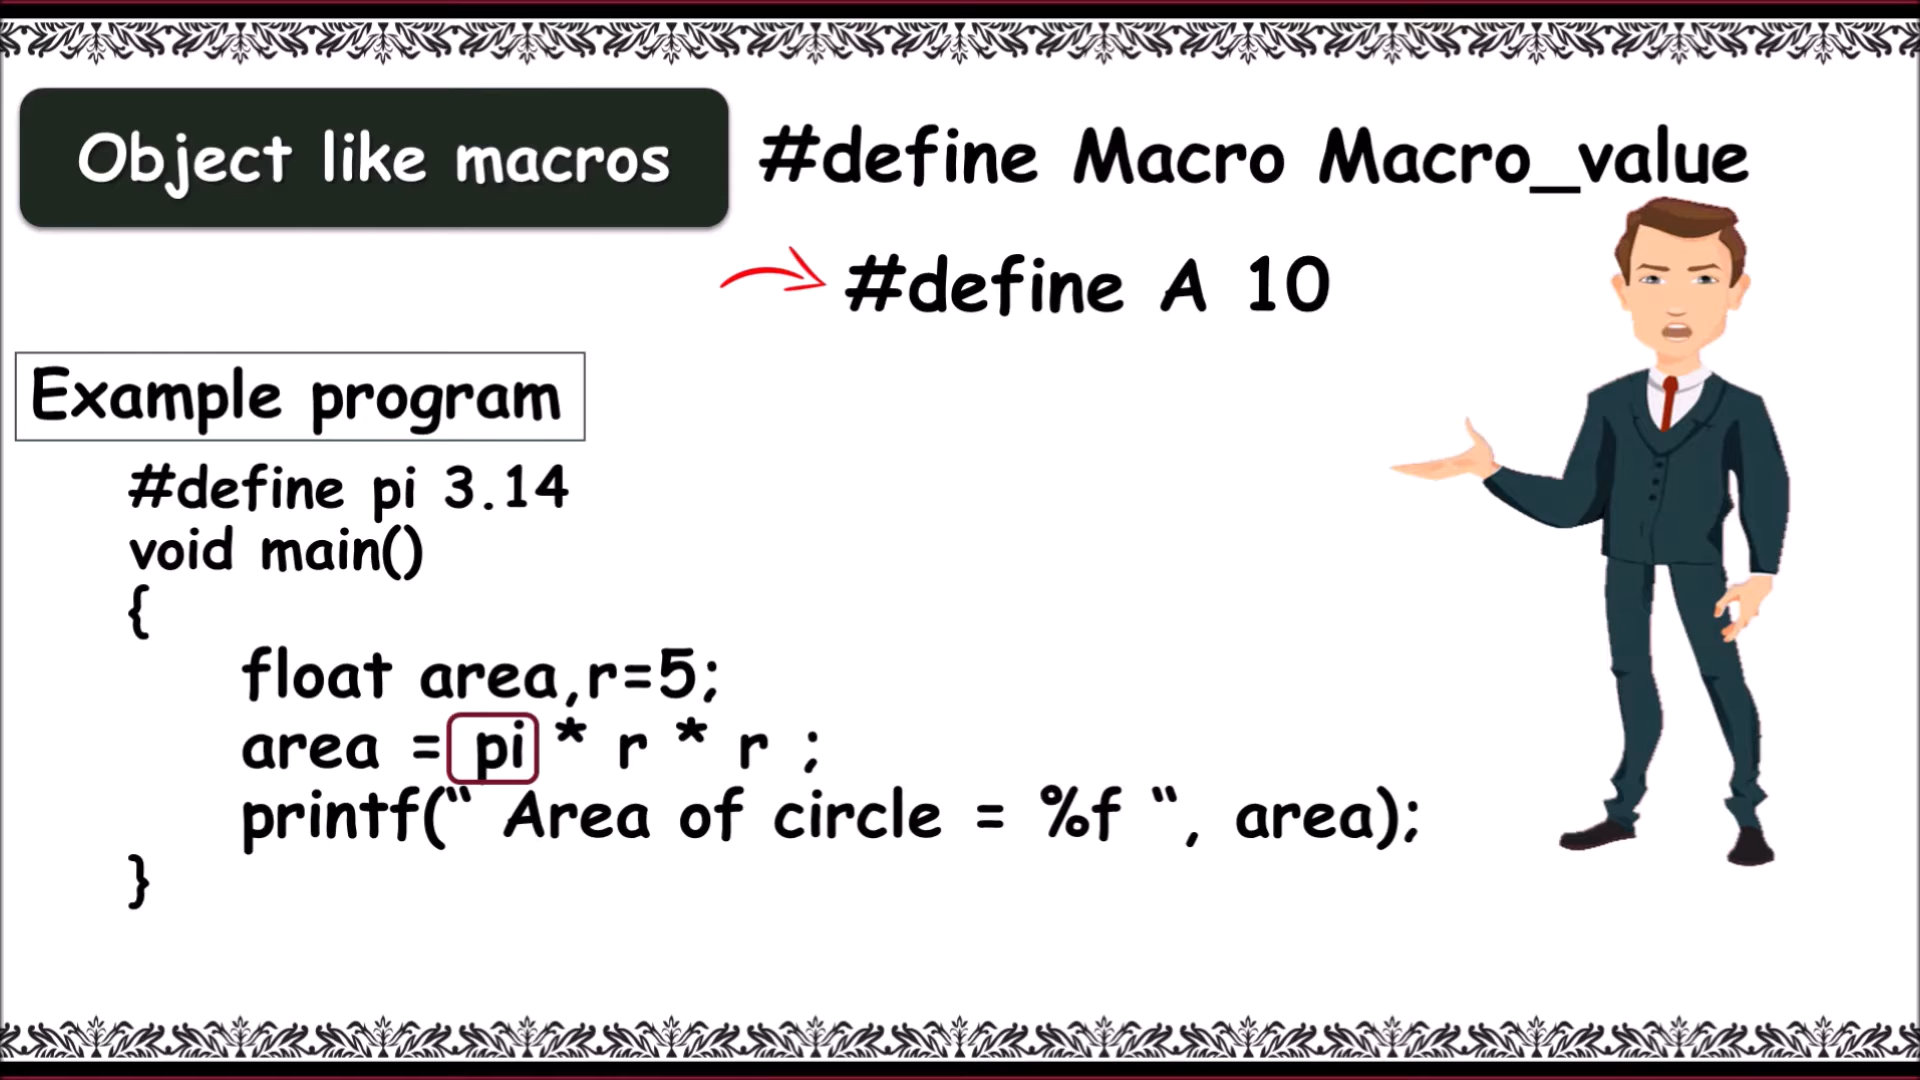 Object like macros
#define Macro Macro_value
#define A 10
Example program
#define pi 3.14
void main()
{
float area,r=5;
area = pi * r * r ;
printf(“ Area of circle = %f “, area);
}